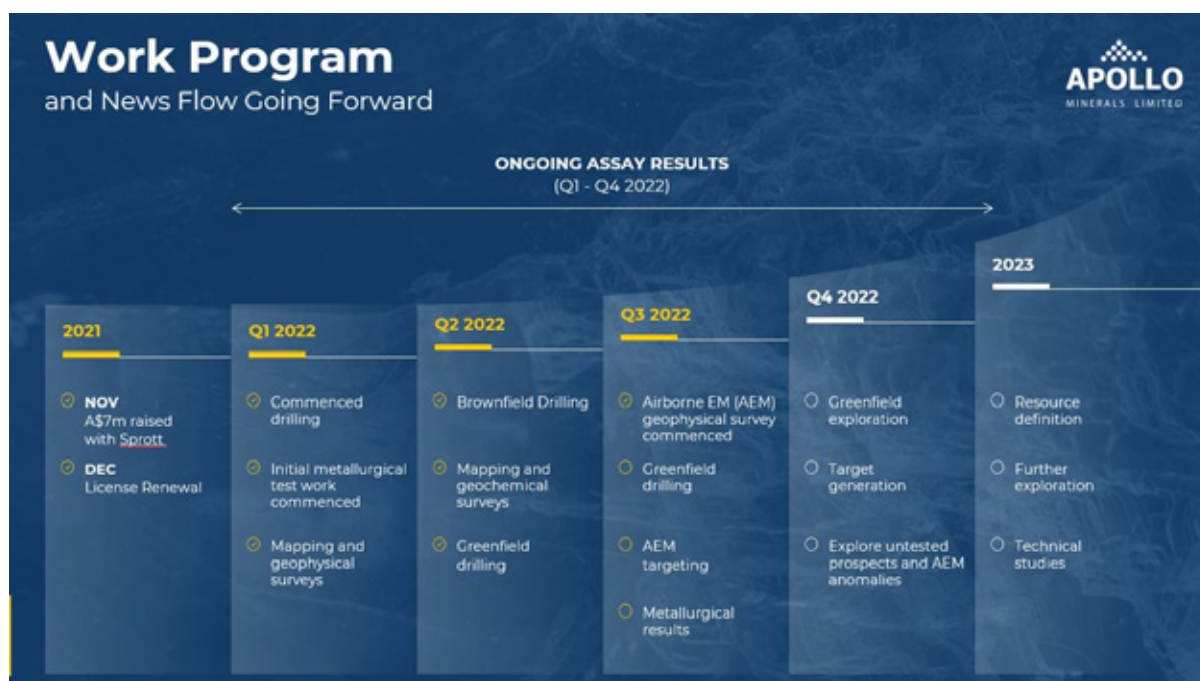 Work Program
and News Flow Going Forward
APOLLO
MINERALS LIMITED
ONGOING ASSAY RESULTS
(Q1 - Q4 2022)
2021
NOV
A$7m raised
with Sprott
DEC
License Renewal
Q1 2022
Commenced
drilling
Initial metallurgical
test work
commenced
Mapping and
geophysical
surveys
Q2 2022
Brownfield Drilling
Mapping and
geochemical
surveys
Greenfield
drilling
Q3 2022
Airborne EM (AEM)
geophysical survey
commenced
Greenfield
drilling
AEM
targeting
Metallurgical
results
Q4 2022
Greenfield
exploration
Target
generation
Explore untested
prospects and AEM
anomalies
2023
Resource
definition
Further
exploration
Technical
studies